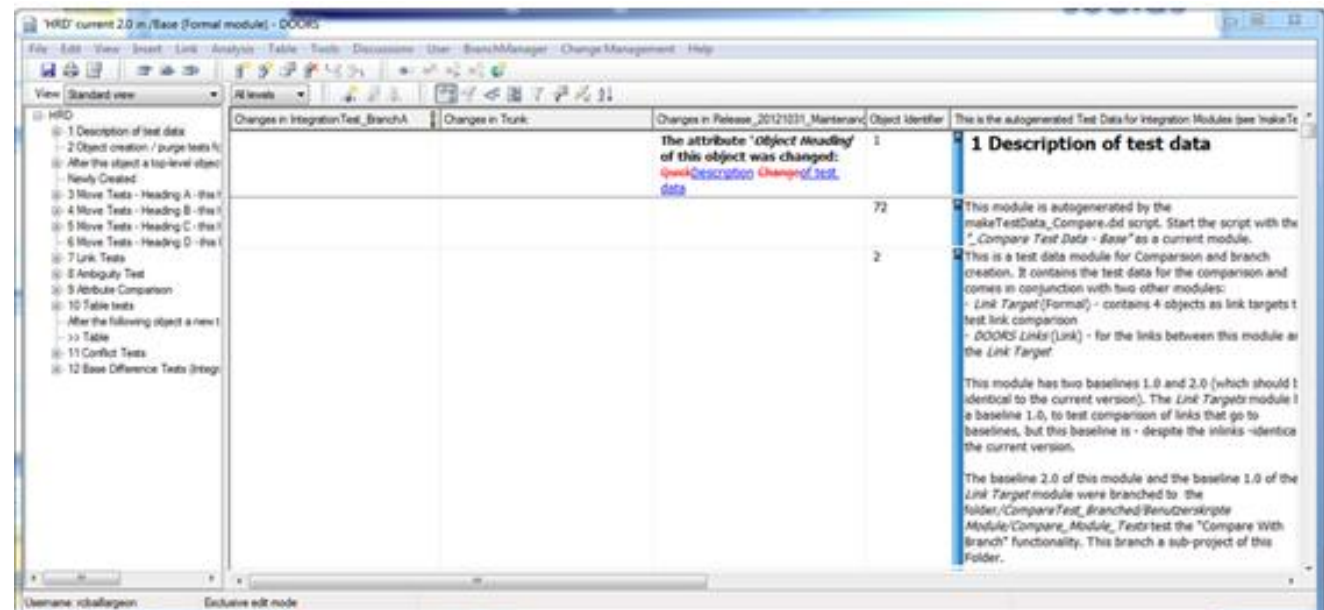 'HRD' current 2.0 in /Base (Formal module) - DOORS
File Edit View Insert Link Analysis Table Tools Discussions User BranchManager Change Management Help
View Standard view All levels
HRD
1 Description of test data
2 Object creation / purge tests fo
After this object a top-level object
Newly Created
3 Move Tests - Heading A - this h
4 Move Tests - Heading B - this h
5 Move Tests - Heading C - this h
6 Move Tests - Heading D - this h
7 Link Tests
8 Ambiguity Test
9 Attribute Comparison
10 Table tests
After the following object a new t
>> Table
11 Conflict Tests
12 Base Difference Tests (Integr
Changes in IntegrationTest_BranchA
Changes in Trunk
Changes in Release_20121031_Maintenanc
Object Identifier
This is the autogenerated Test Data for Integration Modules (see 'makeTe
The attribute 'Object Heading'
of this object was changed:
QuickDescription Changeof test
data
1
1 Description of test data
72
This module is autogenerated by the
makeTestData_Compare.dxl script. Start the script with the
"_Compare Test Data - Base" as a current module.
2
This is a test data module for Comparsion and branch
creation. It contains the test data for the comparison and
comes in conjunction with two other modules:
- Link Target (Formal) - contains 4 objects as link targets t
test link comparison
- DOORS Links (Link) - for the links between this module an
the Link Target
This module has two baselines 1.0 and 2.0 (which should b
identical to the current version). The Link Targets module h
a baseline 1.0, to test comparison of links that go to
baselines, but this baseline is - despite the inlinks -identica
the current version.
The baseline 2.0 of this module and the baseline 1.0 of the
Link Target module were branched to the
folder /CompareTest_Branched/Benutzerskripte
Module/Compare_Module_Tests test the "Compare With
Branch" functionality. This branch a sub-project of this
Folder.
Username: rcbaillargeon Exclusive edit mode